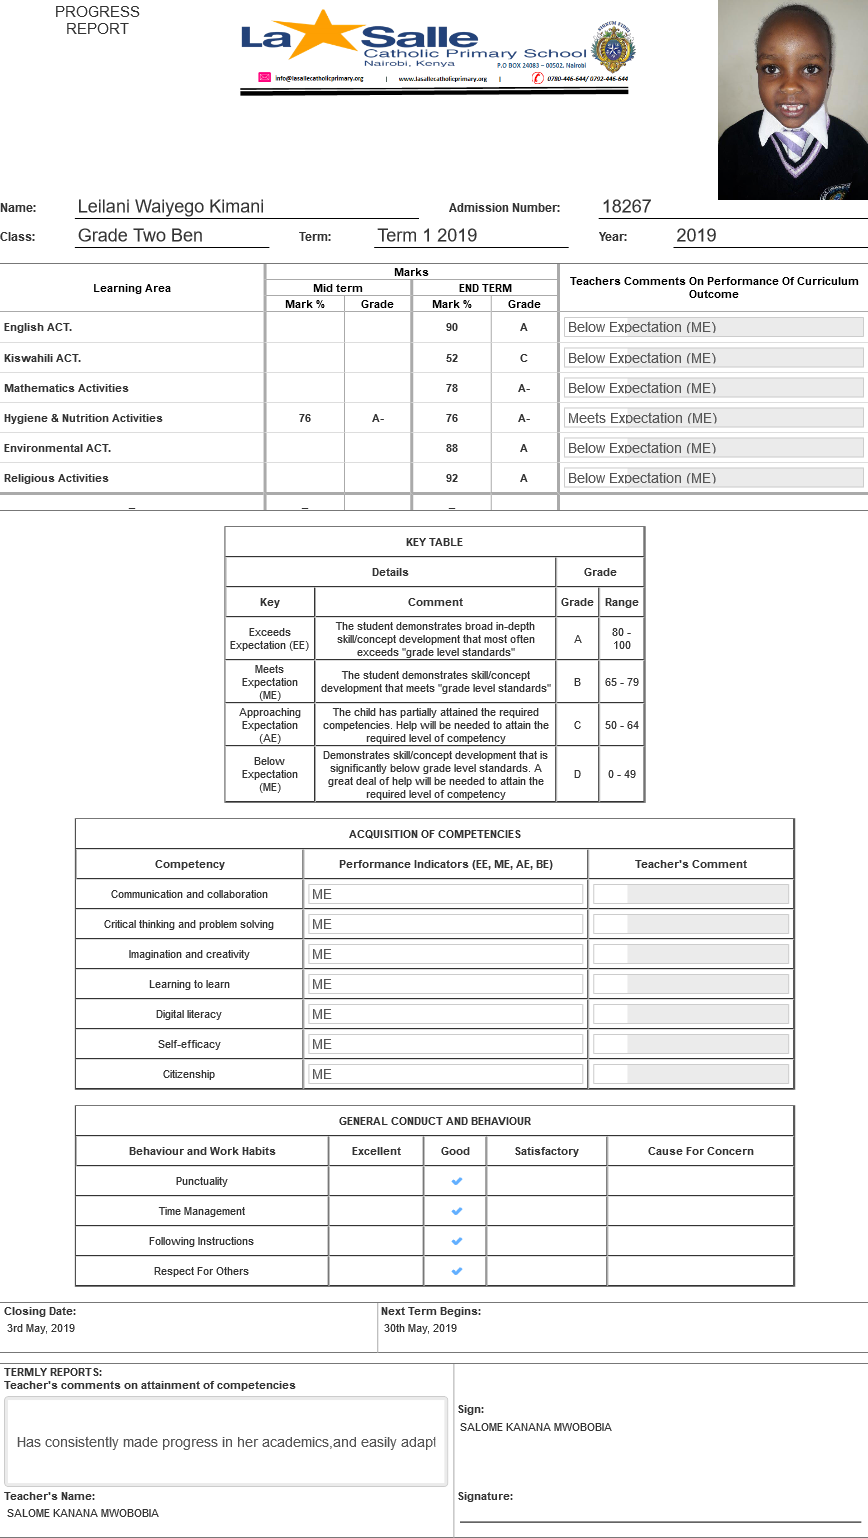 PROGRESS
REPORT
La Salle
Catholic Primary School
Nairobi, Kenya
P.O BOX 24083 – 00502, Nairobi
info@lasallecatholicprimary.org | www.lasallecatholicprimary.org | 0780-446-644/ 0792-446-644
Name: Leilani Waiyego Kimani Admission Number: 18267
Class: Grade Two Ben Term: Term 1 2019 Year: 2019
Learning Area Marks Teachers Comments On Performance Of Curriculum Outcome
Mid term END TERM
Mark % Grade Mark % Grade
English ACT. 90 A Below Expectation (ME)
Kiswahili ACT. 52 C Below Expectation (ME)
Mathematics Activities 78 A- Below Expectation (ME)
Hygiene & Nutrition Activities 76 A- 76 A- Meets Expectation (ME)
Environmental ACT. 88 A Below Expectation (ME)
Religious Activities 92 A Below Expectation (ME)
_ _ _
KEY TABLE
Details Grade
Key Comment Grade Range
Exceeds Expectation (EE) The student demonstrates broad in-depth skill/concept development that most often exceeds "grade level standards" A 80 - 100
Meets Expectation (ME) The student demonstrates skill/concept development that meets "grade level standards" B 65 - 79
Approaching Expectation (AE) The child has partially attained the required competencies. Help will be needed to attain the required level of competency C 50 - 64
Below Expectation (ME) Demonstrates skill/concept development that is significantly below grade level standards. A great deal of help will be needed to attain the required level of competency D 0 - 49
ACQUISITION OF COMPETENCIES
Competency Performance Indicators (EE, ME, AE, BE) Teacher's Comment
Communication and collaboration ME
Critical thinking and problem solving ME
Imagination and creativity ME
Learning to learn ME
Digital literacy ME
Self-efficacy ME
Citizenship ME
GENERAL CONDUCT AND BEHAVIOUR
Behaviour and Work Habits Excellent Good Satisfactory Cause For Concern
Punctuality ✓
Time Management ✓
Following Instructions ✓
Respect For Others ✓
Closing Date: Next Term Begins:
3rd May, 2019 30th May, 2019
TERMLY REPORTS:
Teacher's comments on attainment of competencies
Has consistently made progress in her academics,and easily adapt
Sign:
SALOME KANANA MWOBOBIA
Teacher's Name: Signature:
SALOME KANANA MWOBOBIA